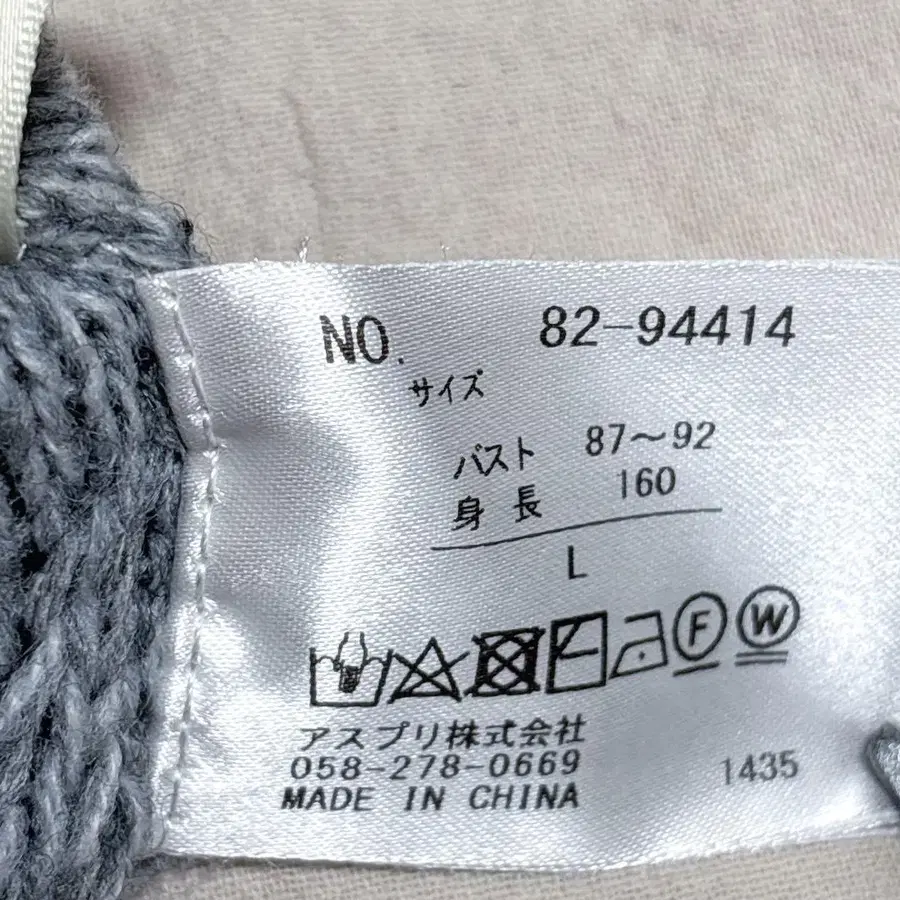 NO. 82-94414
サイズ
バスト 87～92
身長 160
L
F W
アスプリ株式会社
058-278-0669 1435
MADE IN CHINA